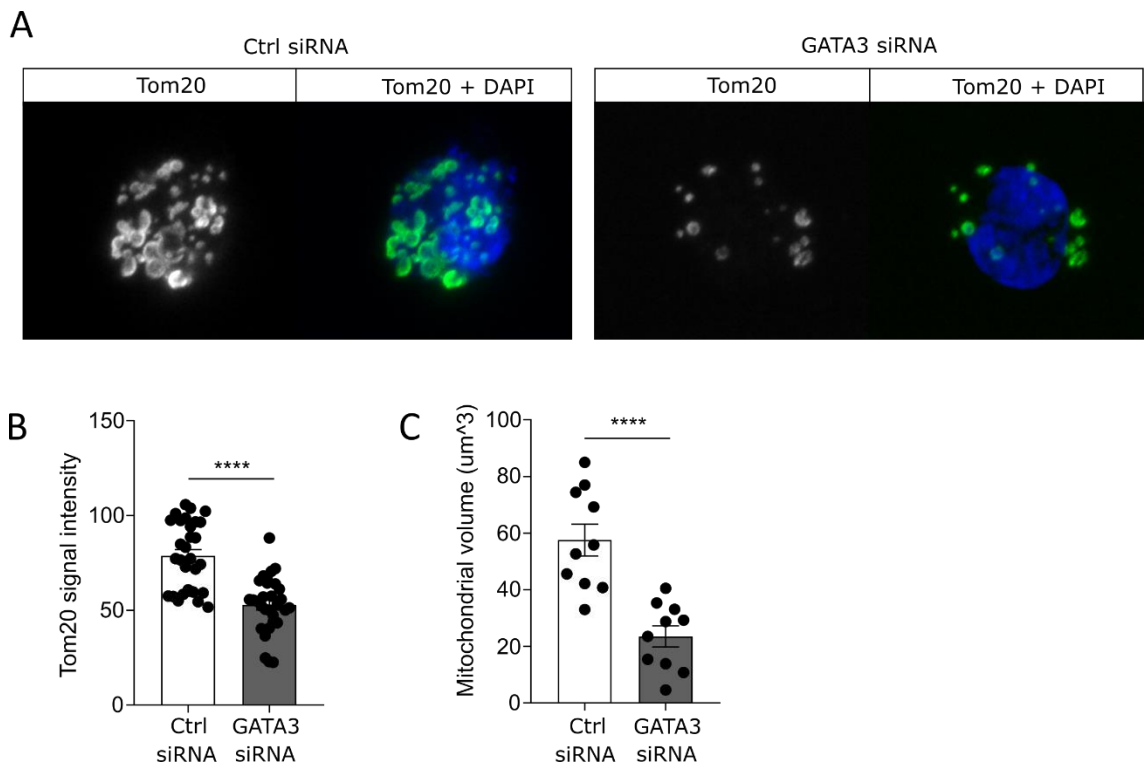 A
Ctrl siRNA
GATA3 siRNA
Tom20
Tom20 + DAPI
Tom20
Tom20 + DAPI
B
Tom20 signal intensity
150
100
50
0
****
Ctrl
siRNA
GATA3
siRNA
C
Mitochondrial volume (um^3)
100
80
60
40
20
0
****
Ctrl
siRNA
GATA3
siRNA